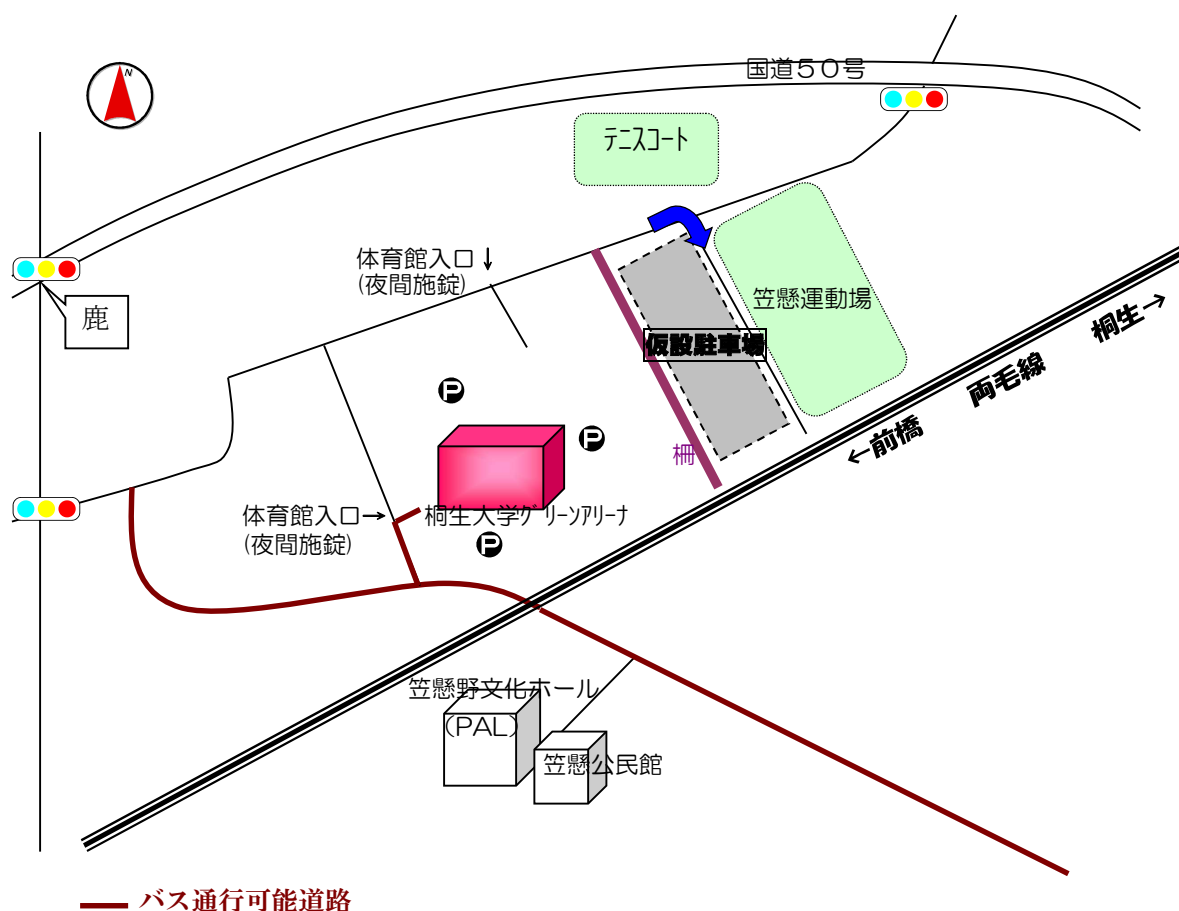 N
国道50号
テニスコート
体育館入口↓
(夜間施錠)
鹿
笠懸運動場
仮設駐車場
桐生→
両毛線
←前橋
P
P
柵
体育館入口→
(夜間施錠)
桐生大学グリーンアリーナ
P
笠懸野文化ホール
(PAL)
笠懸公民館
バス通行可能道路